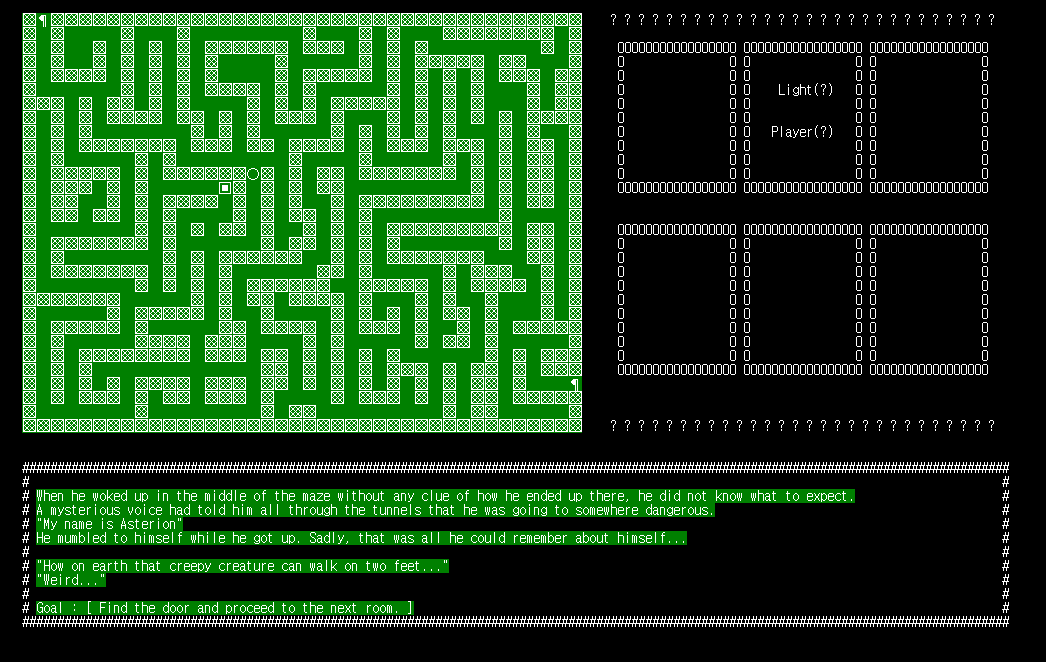 Light(?)
Player(?)
When he woked up in the middle of the maze without any clue of how he ended up there, he did not know what to expect.
A mysterious voice had told him all through the tunnels that he was going to somewhere dangerous.
"My name is Asterion"
He mumbled to himself while he got up. Sadly, that was all he could remember about himself...
"How on earth that creepy creature can walk on two feet..."
"Weird..."
Goal : [ Find the door and proceed to the next room. ]